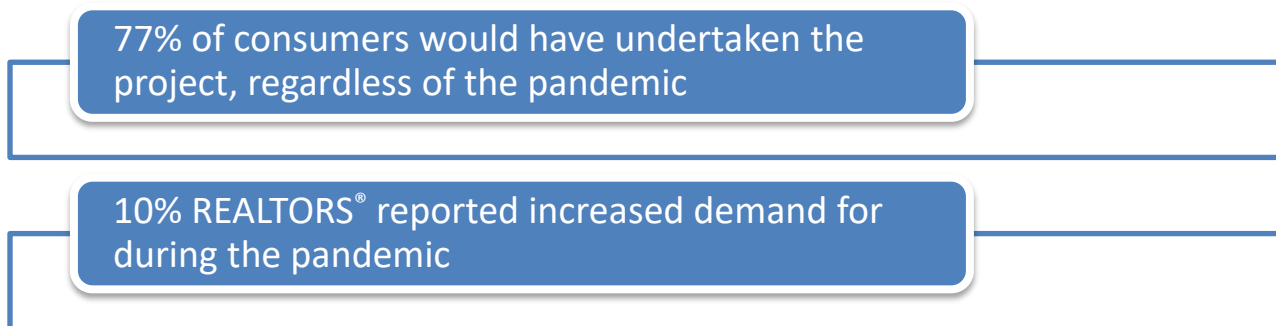 77% of consumers would have undertaken the
project, regardless of the pandemic
10% REALTORS® reported increased demand for
during the pandemic